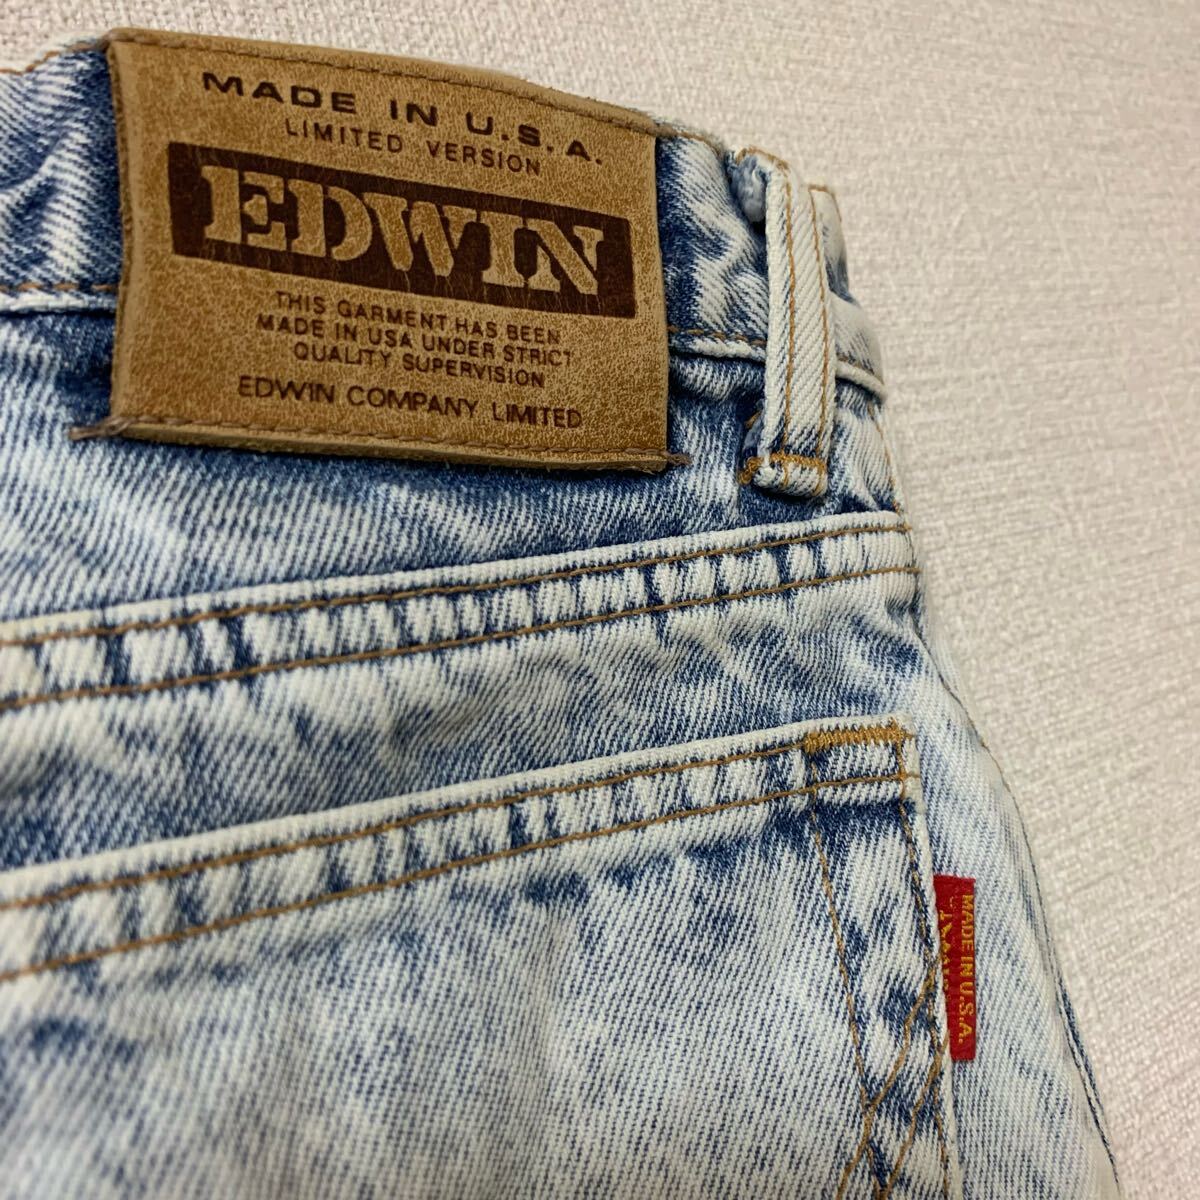 MADE IN U.S.A.
LIMITED VERSION
EDWIN
THIS GARMENT HAS BEEN
MADE IN USA UNDER STRICT
QUALITY SUPERVISION
EDWIN COMPANY LIMITED
MADE IN U.S.A.